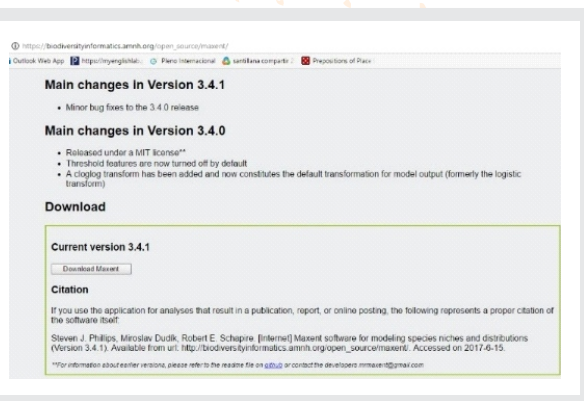 https://biodiversityinformatics.amnh.org/open_source/maxent/
Outlook Web App https://myenglishlab. Pleno Internacional santillana compartir Prepositions of Place
Main changes in Version 3.4.1
• Minor bug fixes to the 3.4.0 release
Main changes in Version 3.4.0
• Released under a MIT license**
• Threshold features are now turned off by default
• A cloglog transform has been added and now constitutes the default transformation for model output (formerly the logistic
transform)
Download
Current version 3.4.1
Download Maxent
Citation
If you use the application for analyses that result in a publication, report, or online posting, the following represents a proper citation of
the software itself:
Steven J. Phillips, Miroslav Dudík, Robert E. Schapire. [Internet] Maxent software for modeling species niches and distributions
(Version 3.4.1). Available from url: http://biodiversityinformatics.amnh.org/open_source/maxent/. Accessed on 2017-6-15.
**For information about earlier versions, please refer to the readme file on github or contact the developers mrmaxent@gmail.com